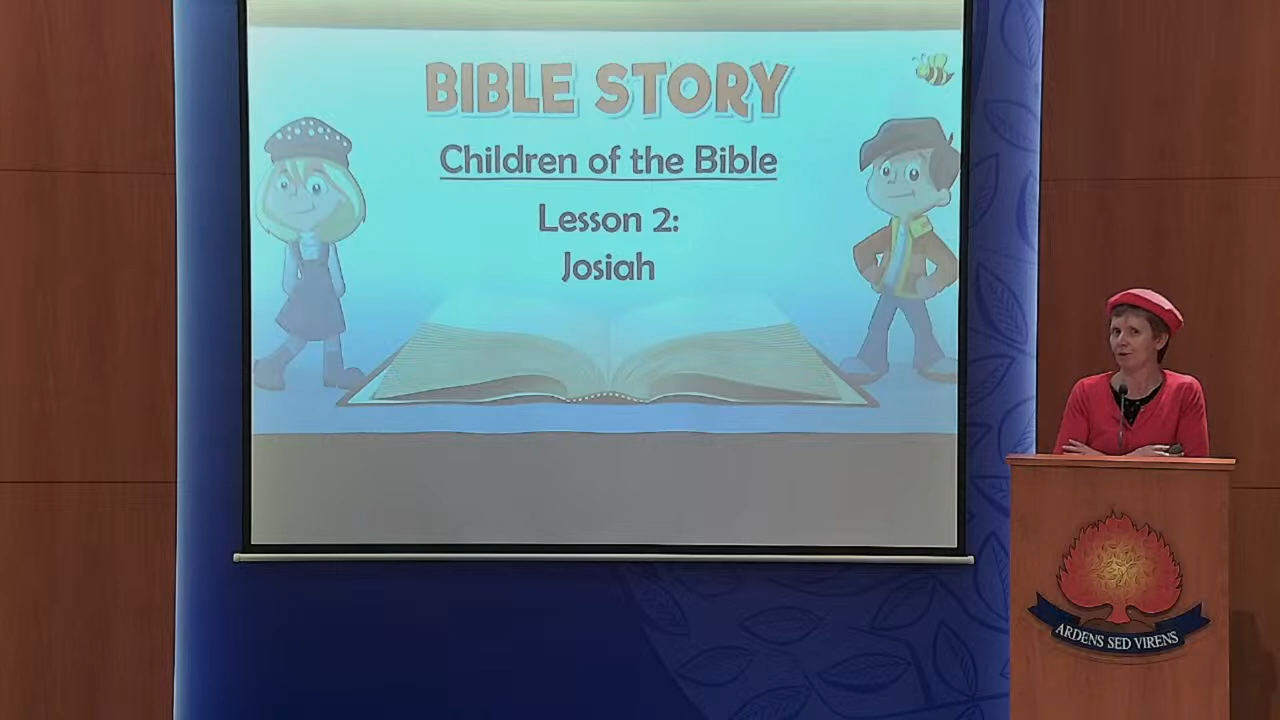 BIBLE STORY
Children of the Bible
Lesson 2:
Josiah
ARDENS SED VIRENS